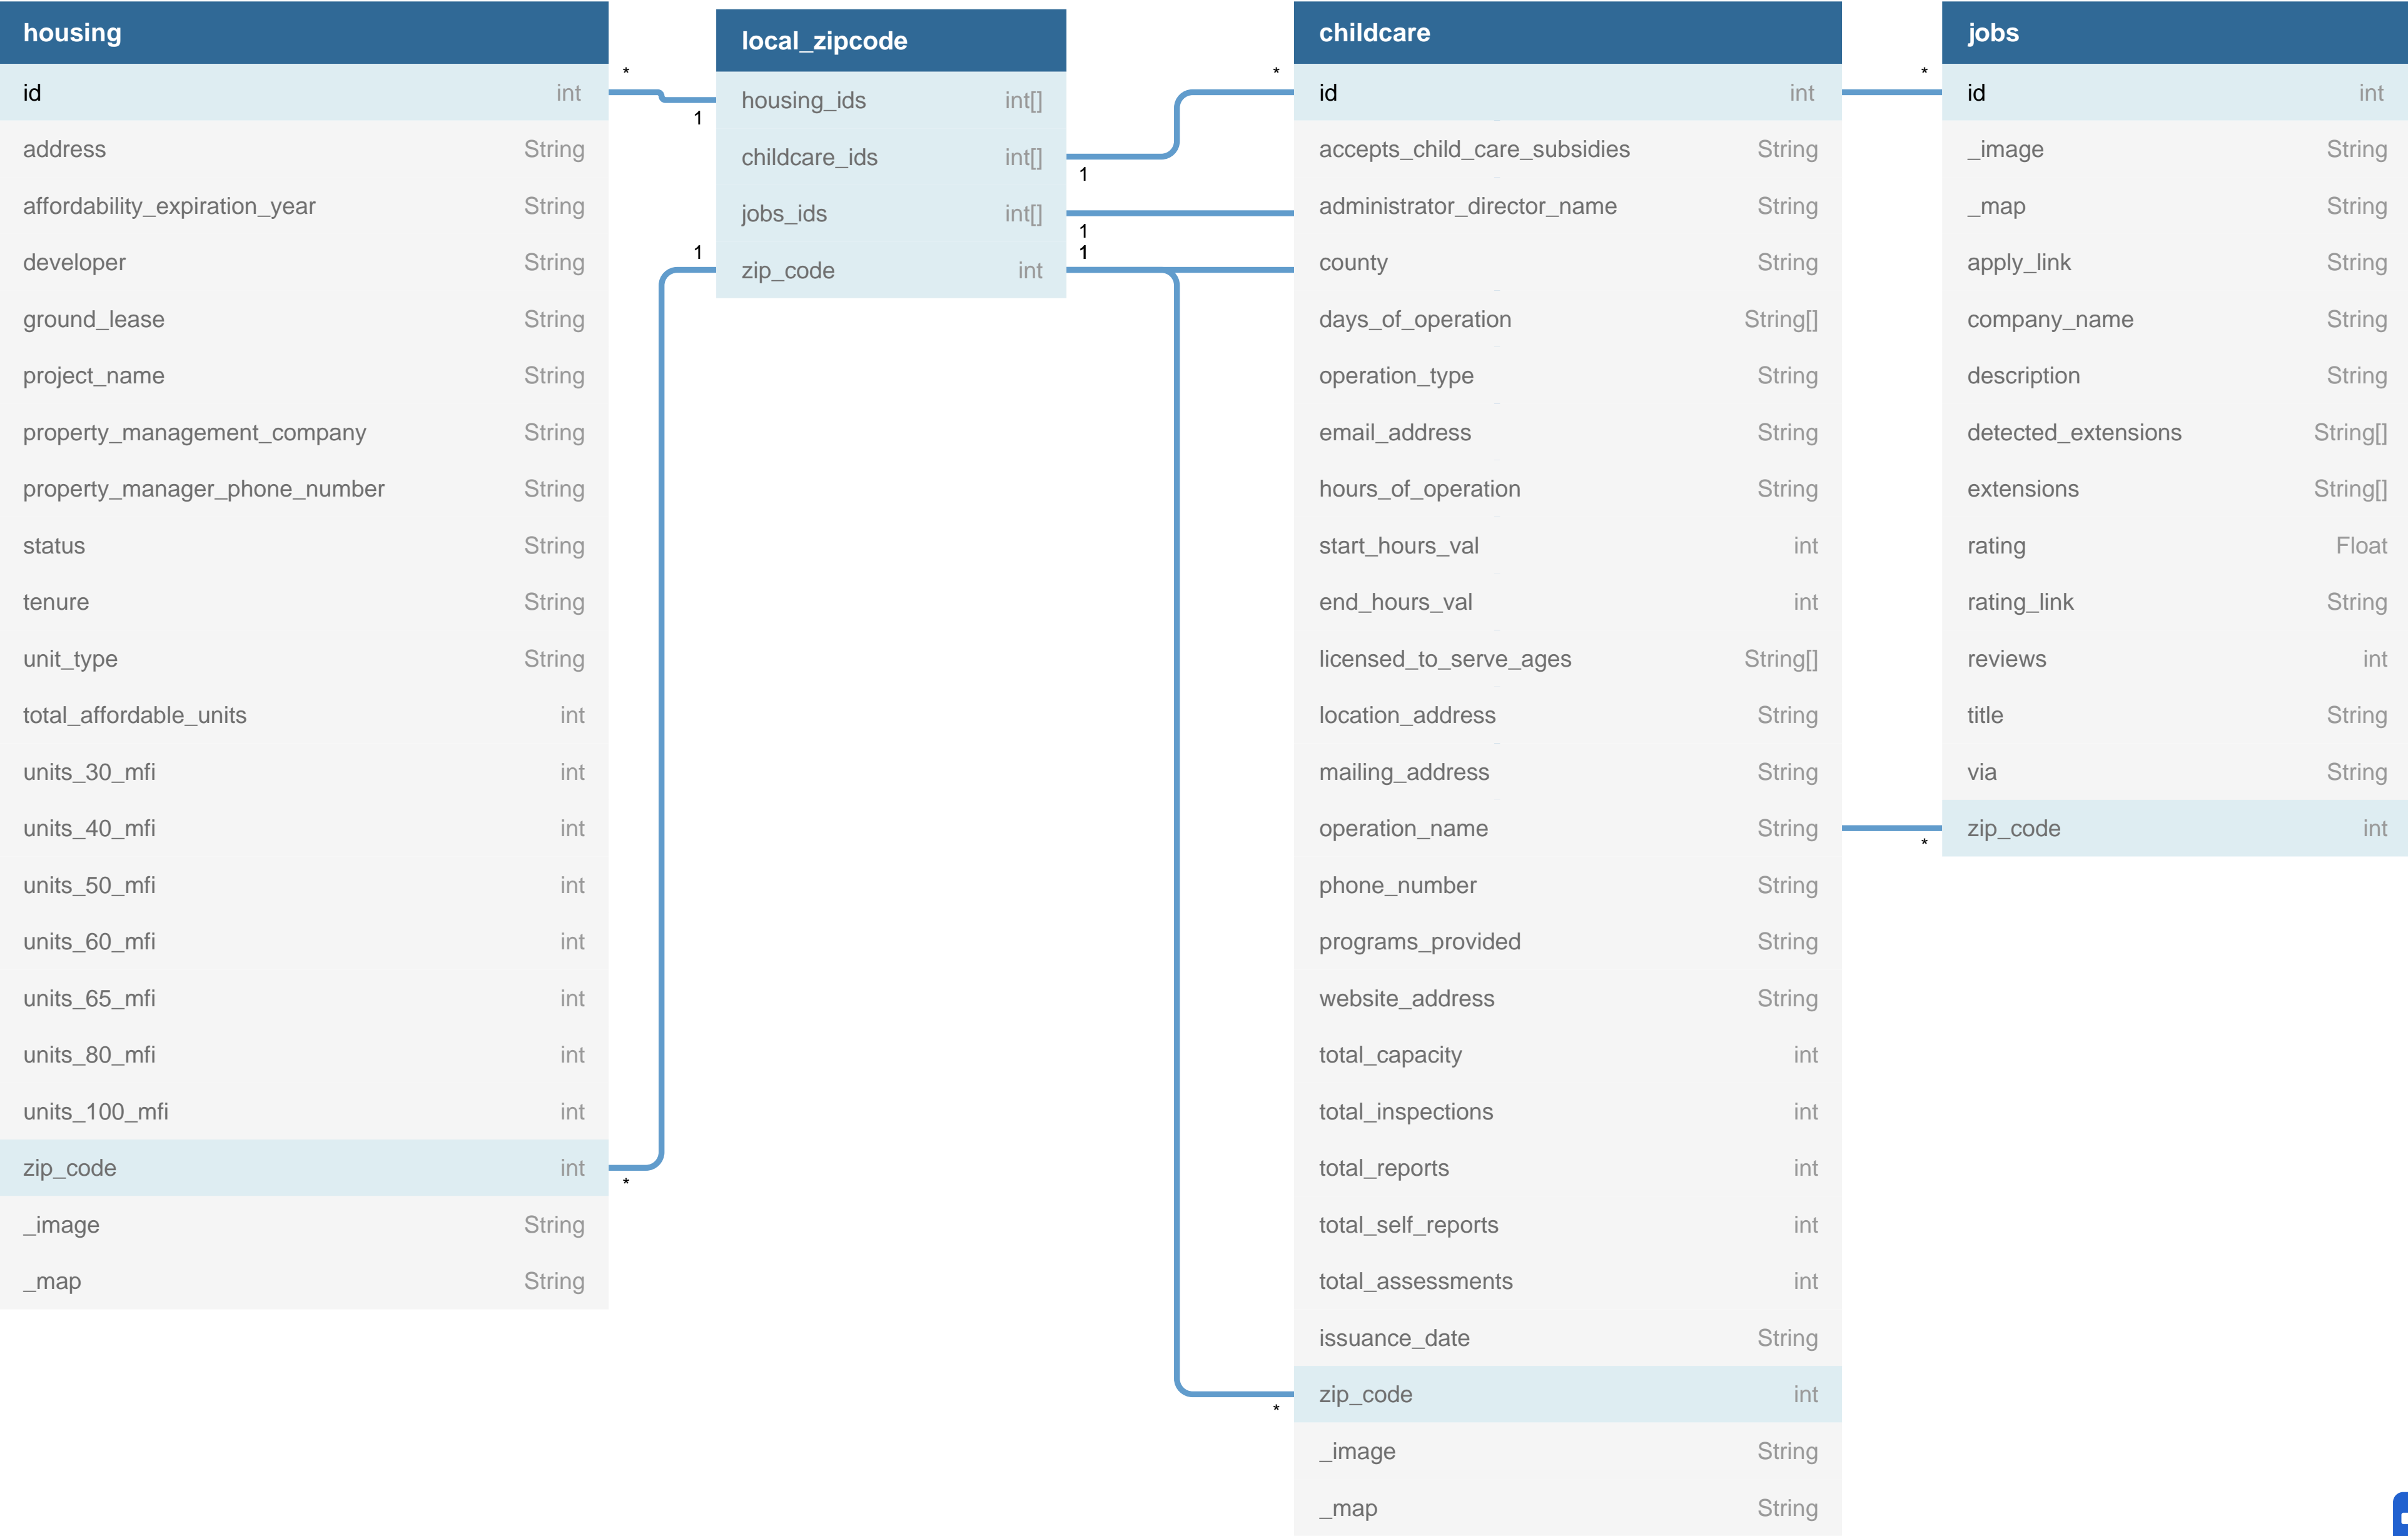 housing
id int
address String
affordability_expiration_year String
developer String
ground_lease String
project_name String
property_management_company String
property_manager_phone_number String
status String
tenure String
unit_type String
total_affordable_units int
units_30_mfi int
units_40_mfi int
units_50_mfi int
units_60_mfi int
units_65_mfi int
units_80_mfi int
units_100_mfi int
zip_code int
_image String
_map String
*
1
1
*
local_zipcode
housing_ids int[]
childcare_ids int[]
jobs_ids int[]
zip_code int
*
1
1
1
*
childcare
id int
accepts_child_care_subsidies String
administrator_director_name String
county String
days_of_operation String[]
operation_type String
email_address String
hours_of_operation String
start_hours_val int
end_hours_val int
licensed_to_serve_ages String[]
location_address String
mailing_address String
operation_name String
phone_number String
programs_provided String
website_address String
total_capacity int
total_inspections int
total_reports int
total_self_reports int
total_assessments int
issuance_date String
zip_code int
_image String
_map String
*
*
jobs
id int
_image String
_map String
apply_link String
company_name String
description String
detected_extensions String[]
extensions String[]
rating Float
rating_link String
reviews int
title String
via String
zip_code int